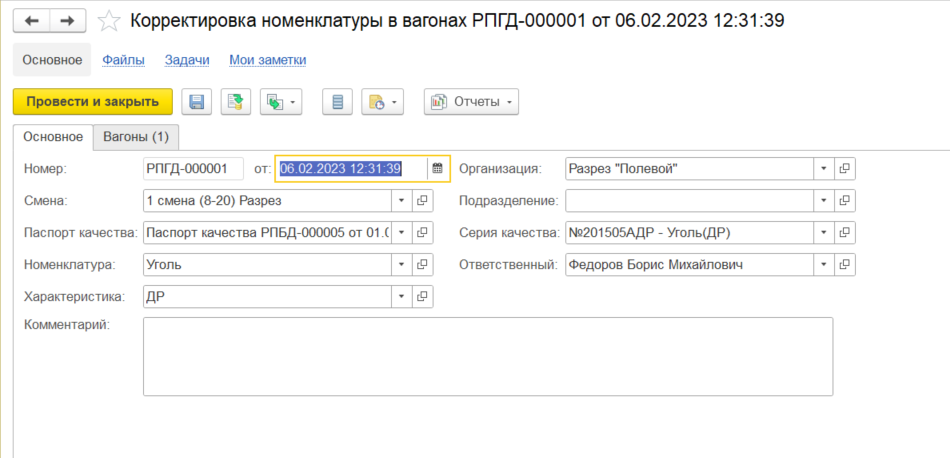 Корректировка номенклатуры в вагонах РПГД-000001 от 06.02.2023 12:31:39
Основное Файлы Задачи Мои заметки
Провести и закрыть Отчеты
Основное Вагоны (1)
Номер: РПГД-000001 от: 06.02.2023 12:31:39 Организация: Разрез "Полевой"
Смена: 1 смена (8-20) Разрез Подразделение:
Паспорт качества: Паспорт качества РПБД-000005 от 01.0 Серия качества: №201505АДР - Уголь(ДР)
Номенклатура: Уголь Ответственный: Федоров Борис Михайлович
Характеристика: ДР
Комментарий: